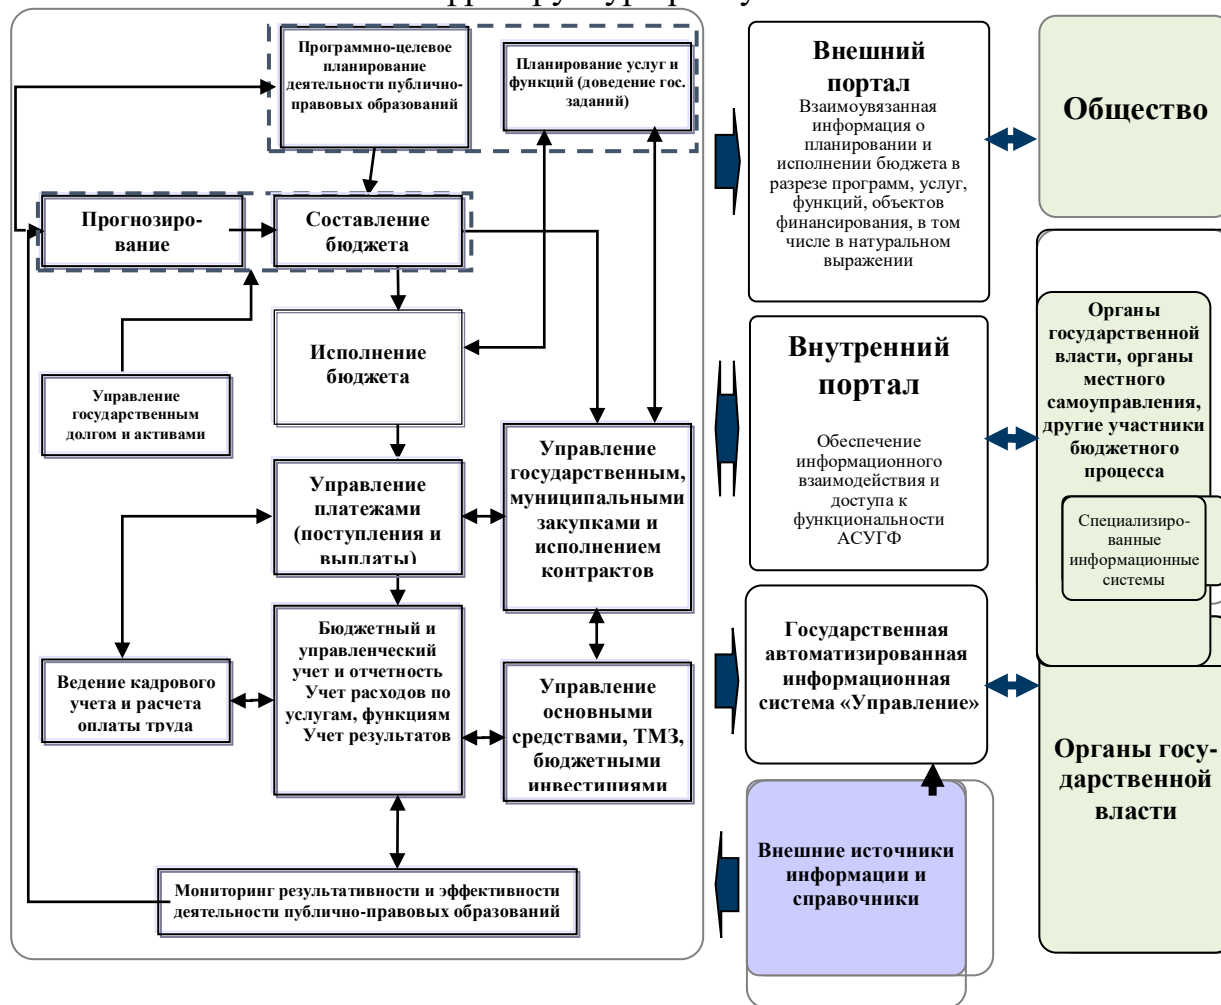 Программно-целевое
планирование
деятельности публично-
правовых образований
Планирование услуг и
функций (доведение гос.
заданий)
Прогнозиро-
вание
Составление
бюджета
Исполнение
бюджета
Управление
государственным
долгом и активами
Управление
платежами
(поступления и
выплаты)
Управление
государственным,
муниципальными
закупками и
исполнением
контрактов
Бюджетный и
управленческий
учет и отчетность
Учет расходов по
услугам, функциям
Учет результатов
Ведение кадрового
учета и расчета
оплаты труда
Управление
основными
средствами, ТМЗ,
бюджетными
инвестициями
Мониторинг результативности и эффективности
деятельности публично-правовых образований
Внешний
портал
Взаимоувязанная
информация о
планировании и
исполнении бюджета в
разрезе программ, услуг,
функций, объектов
финансирования, в том
числе в натуральном
выражении
Внутренний
портал
Обеспечение
информационного
взаимодействия и
доступа к
функциональности
АСУГФ
Государственная
автоматизированная
информационная
система «Управление»
Внешние источники
информации и
справочники
Общество
Органы
государственной
власти, органы
местного
самоуправления,
другие участники
бюджетного
процесса
Специализиро-
ванные
информационные
системы
Органы госу-
дарственной
власти